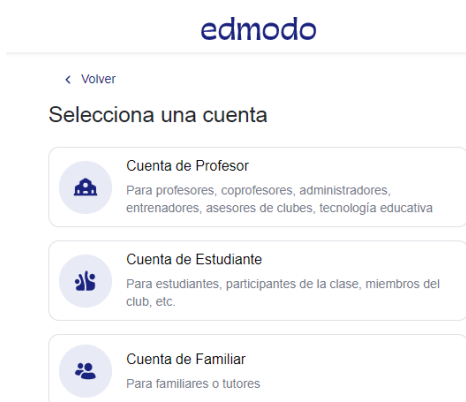 edmodo
Volver
Selecciona una cuenta
Cuenta de Profesor
Para profesores, coprofesores, administradores,
entrenadores, asesores de clubes, tecnología educativa
Cuenta de Estudiante
Para estudiantes, participantes de la clase, miembros del
club, etc.
Cuenta de Familiar
Para familiares o tutores